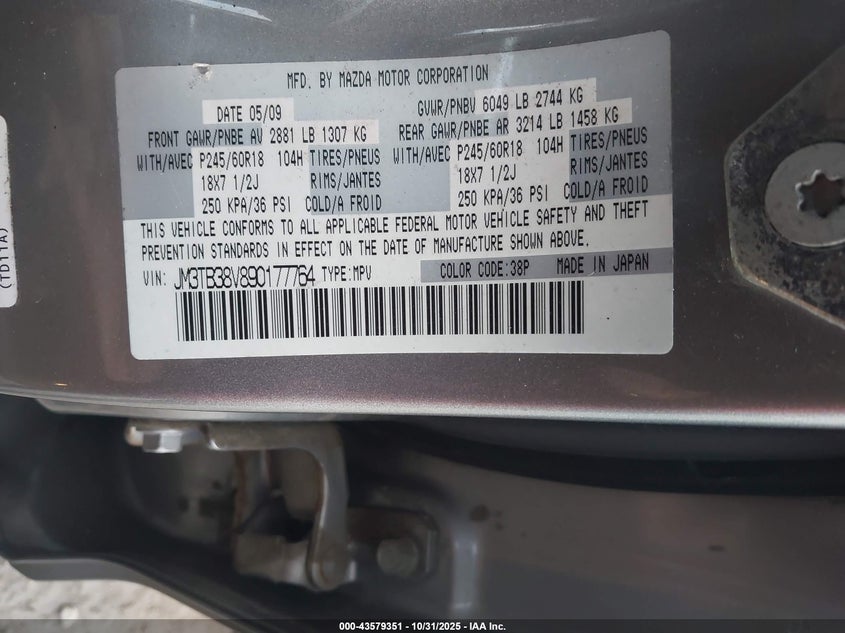 MFD. BY MAZDA MOTOR CORPORATION
DATE 05/09
GVWR/PNBV 6049 LB 2744 KG
FRONT GAWR/PNBE AV 2881 LB 1307 KG
REAR GAWR/PNBE AR 3214 LB 1458 KG
WITH/AVEC P245/60R18 104H TIRES/PNEUS
WITH/AVEC P245/60R18 104H TIRES/PNEUS
18X7 1/2J RIMS/JANTES
18X7 1/2J RIMS/JANTES
250 KPA/36 PSI COLD/A FROID
250 KPA/36 PSI COLD/A FROID
THIS VEHICLE CONFORMS TO ALL APPLICABLE FEDERAL MOTOR VEHICLE SAFETY AND THEFT
PREVENTION STANDARDS IN EFFECT ON THE DATE OF MANUFACTURE SHOWN ABOVE.
VIN: JM3TB38V890177764 TYPE:MPV
COLOR CODE:38P MADE IN JAPAN
(TD11A)
000-43579351 - 10/31/2025 - IAA Inc.